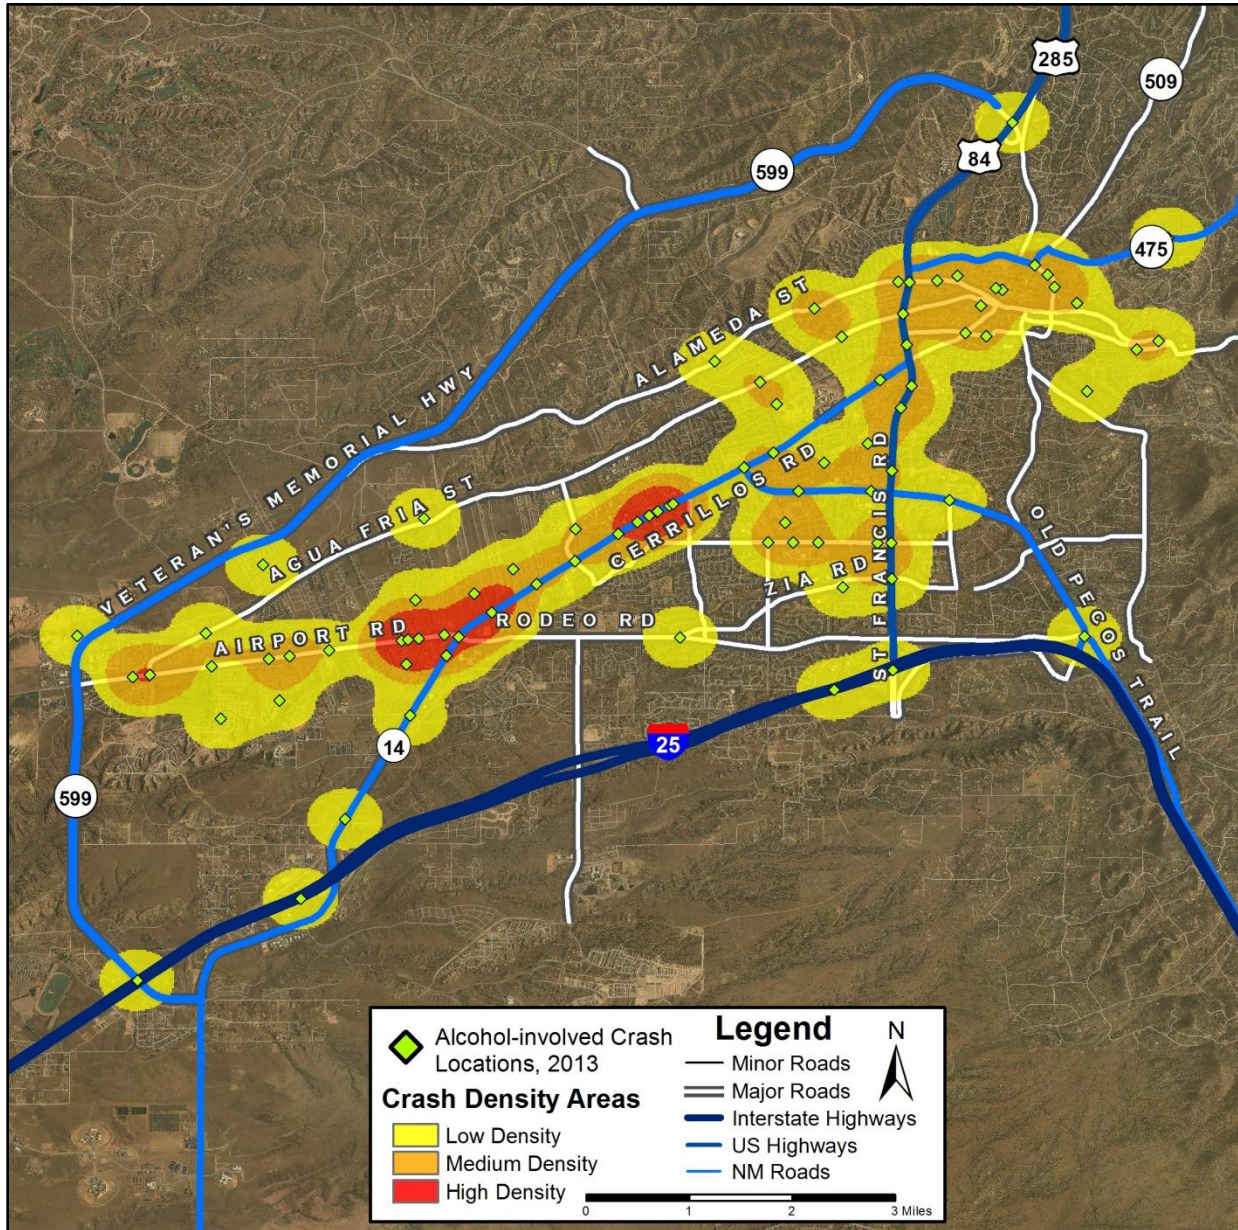 285
509
84
599
475
ALAMEDA ST
VETERAN'S MEMORIAL HWY
AGUA FRIA ST
CERRILLOS RD
ST FRANCIS RD
OLD PECOS TRAIL
ZIA RD
AIRPORT RD
RODEO RD
25
14
599
Alcohol-involved Crash
Locations, 2013
Crash Density Areas
Low Density
Medium Density
High Density
Legend
N
Minor Roads
Major Roads
Interstate Highways
US Highways
NM Roads
0 1 2 3 Miles